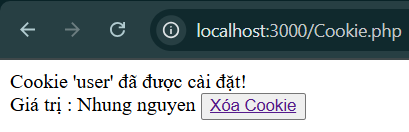 localhost:3000/Cookie.php
Cookie 'user' đã được cài đặt!
Giá trị : Nhung nguyen Xóa Cookie